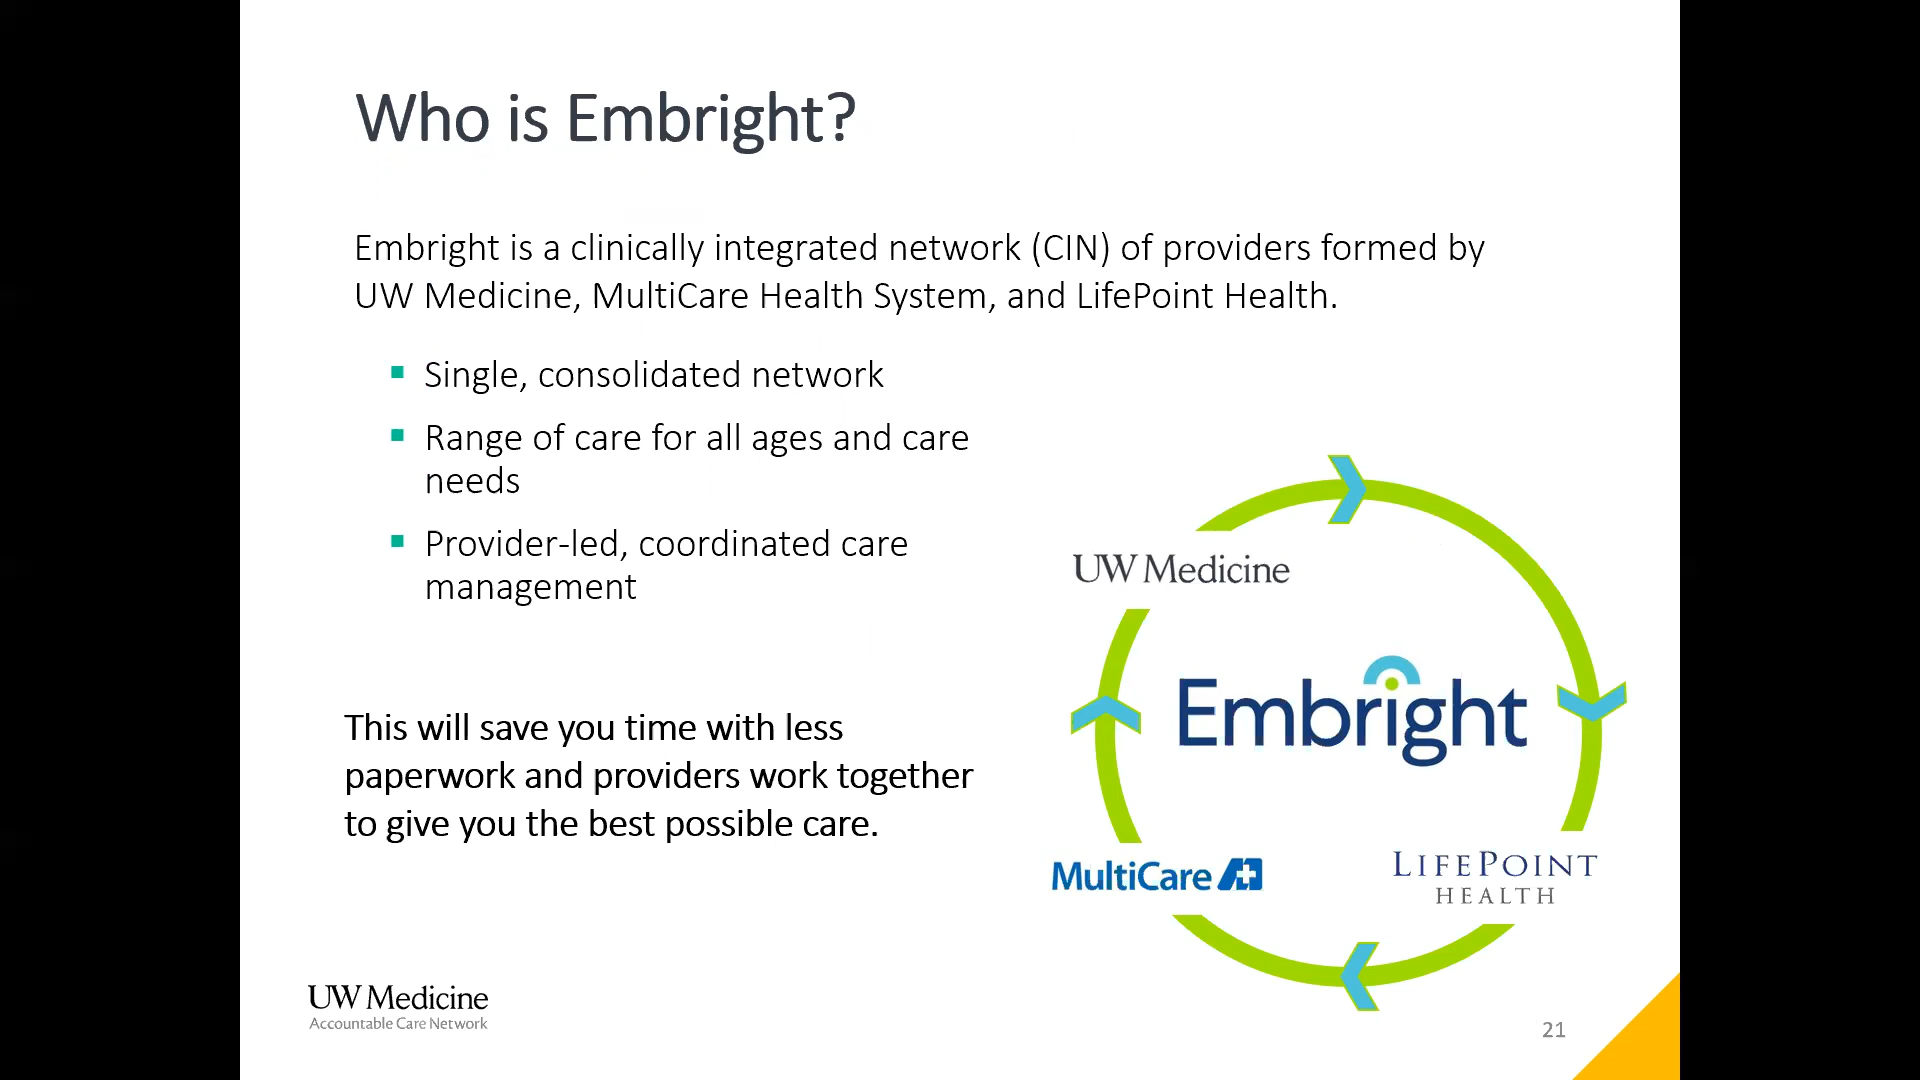 Who is Embright?
Embright is a clinically integrated network (CIN) of providers formed by
UW Medicine, MultiCare Health System, and LifePoint Health.
Single, consolidated network
Range of care for all ages and care
needs
Provider-led, coordinated care
management
This will save you time with less
paperwork and providers work together
to give you the best possible care.
UW Medicine
Embright
MultiCare
LIFEPOINT
HEALTH
UW Medicine
Accountable Care Network
21